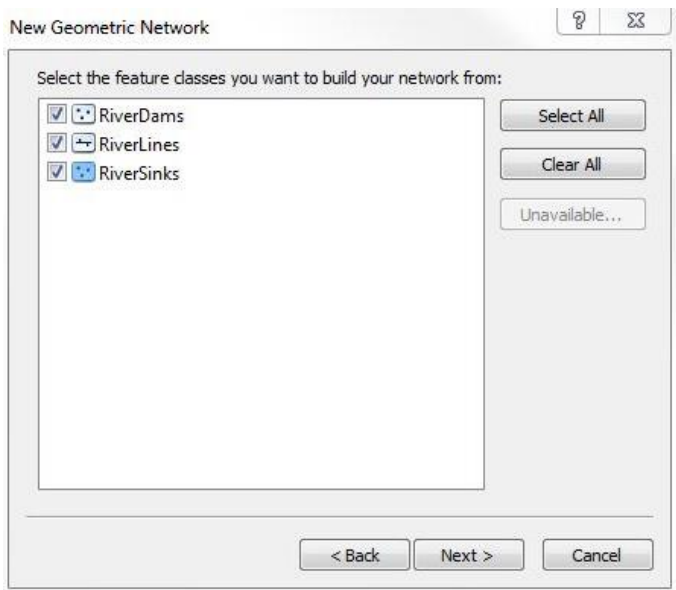 New Geometric Network
Select the feature classes you want to build your network from:
RiverDams
RiverLines
RiverSinks
Select All
Clear All
Unavailable...
< Back
Next >
Cancel